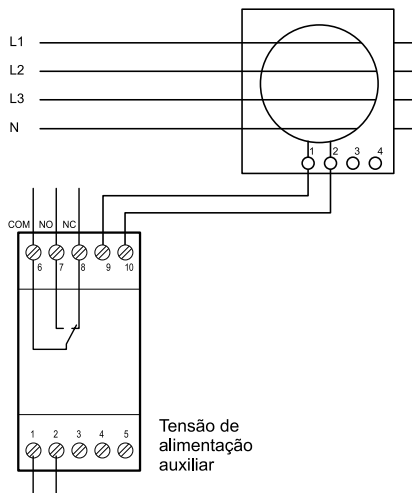 L1
L2
L3
N
1 2 3 4
COM NO NC
6 7 8 9 10
1 2 3 4 5
Tensão de
alimentação
auxiliar